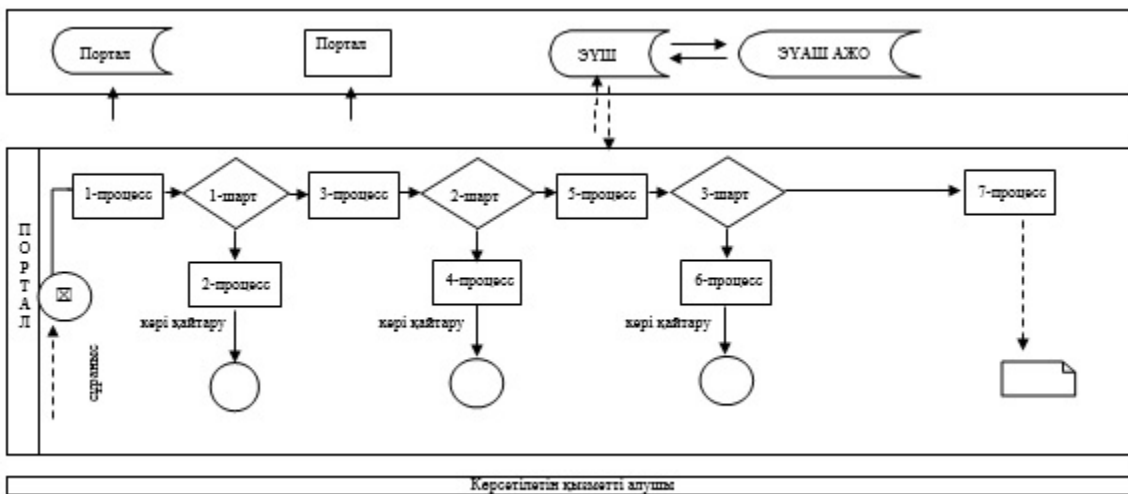 Портал
Портал
ЭҮШ
ЭҮАШ АЖО
ПОРТАЛ
1-процесс
1-шарт
3-процесс
2-шарт
5-процесс
3-шарт
7-процесс
2-процесс
4-процесс
6-процесс
кері қайтару
кері қайтару
кері қайтару
сұраныс
Көрсетілетін қызметті алушы